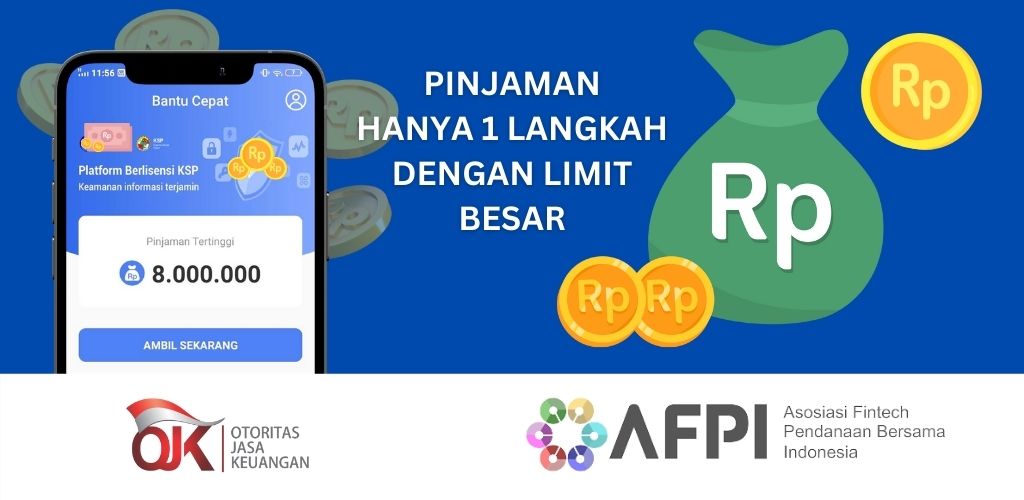 11:56
Bantu Cepat
Rp
KSP
Platform Berlisensi KSP
Keamanan informasi terjamin
Rp
Rp
Rp
Pinjaman Tertinggi
Rp
8.000.000
AMBIL SEKARANG
PINJAMAN
HANYA 1 LANGKAH
DENGAN LIMIT
BESAR
Rp
Rp
Rp
Rp
OJK
OTORITAS
JASA
KEUANGAN
AFPI
Asosiasi Fintech
Pendanaan Bersama
Indonesia